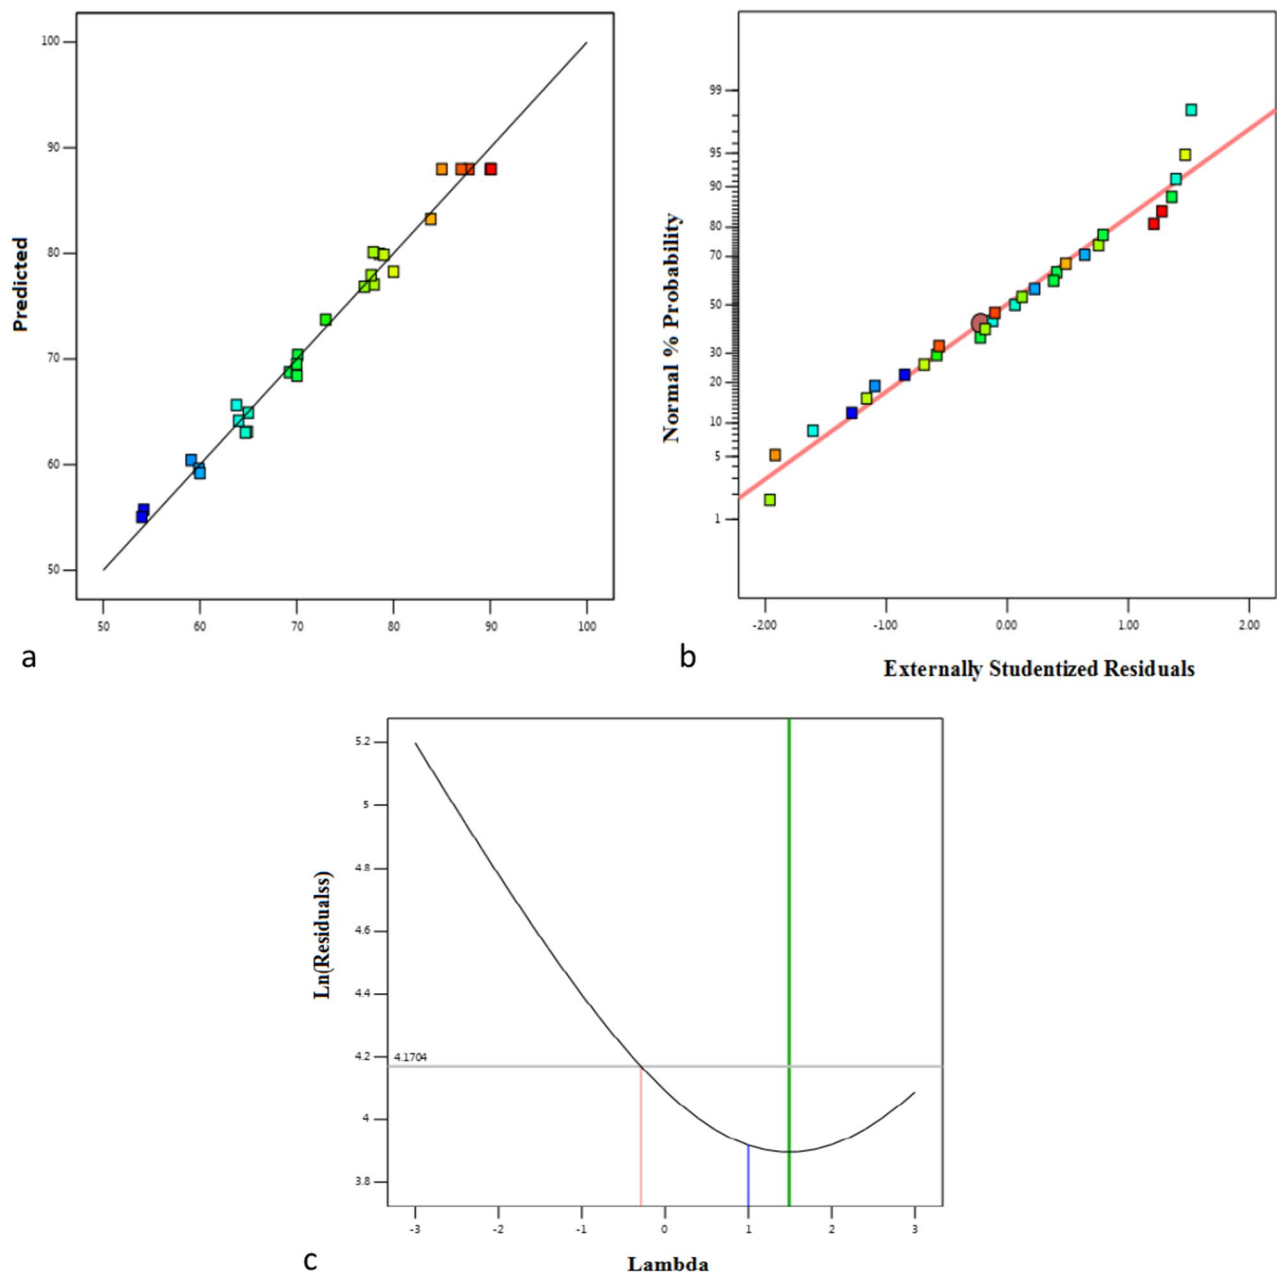 100
90
80
70
60
50
Predicted
50 60 70 80 90 100
a
99
95
90
80
70
50
30
20
10
5
1
Normal % Probability
-200 -100 0.00 1.00 2.00
b
Externally Studentized Residuals
5.2
5
4.8
4.6
4.4
4.2
4
3.8
4.1704
Ln(Residualss)
-3 -2 -1 0 1 2 3
c
Lambda